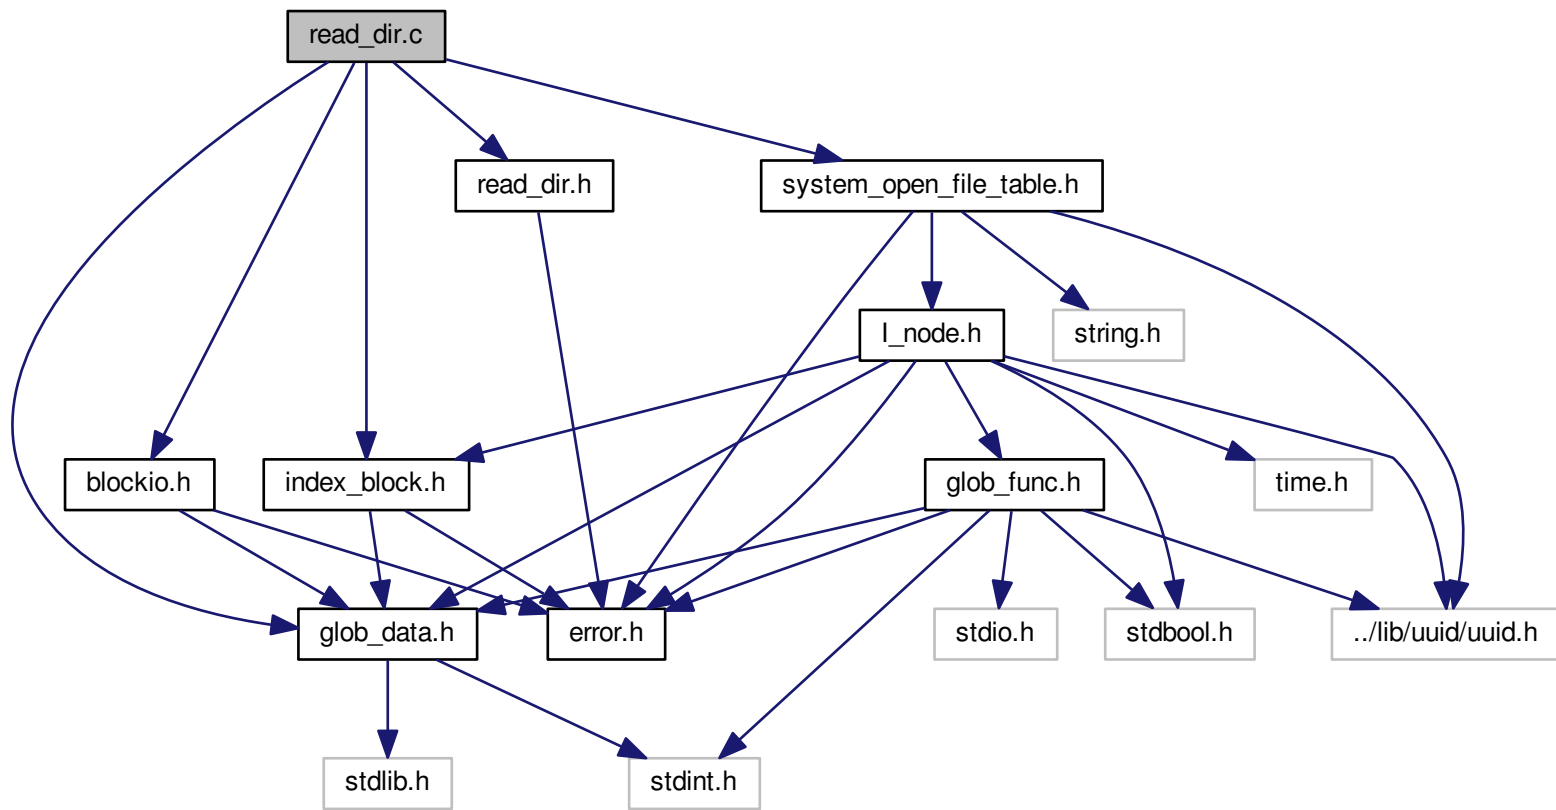 read_dir.c
read_dir.h
system_open_file_table.h
I_node.h
string.h
blockio.h
index_block.h
glob_func.h
time.h
glob_data.h
error.h
stdio.h
stdbool.h
../lib/uuid/uuid.h
stdlib.h
stdint.h